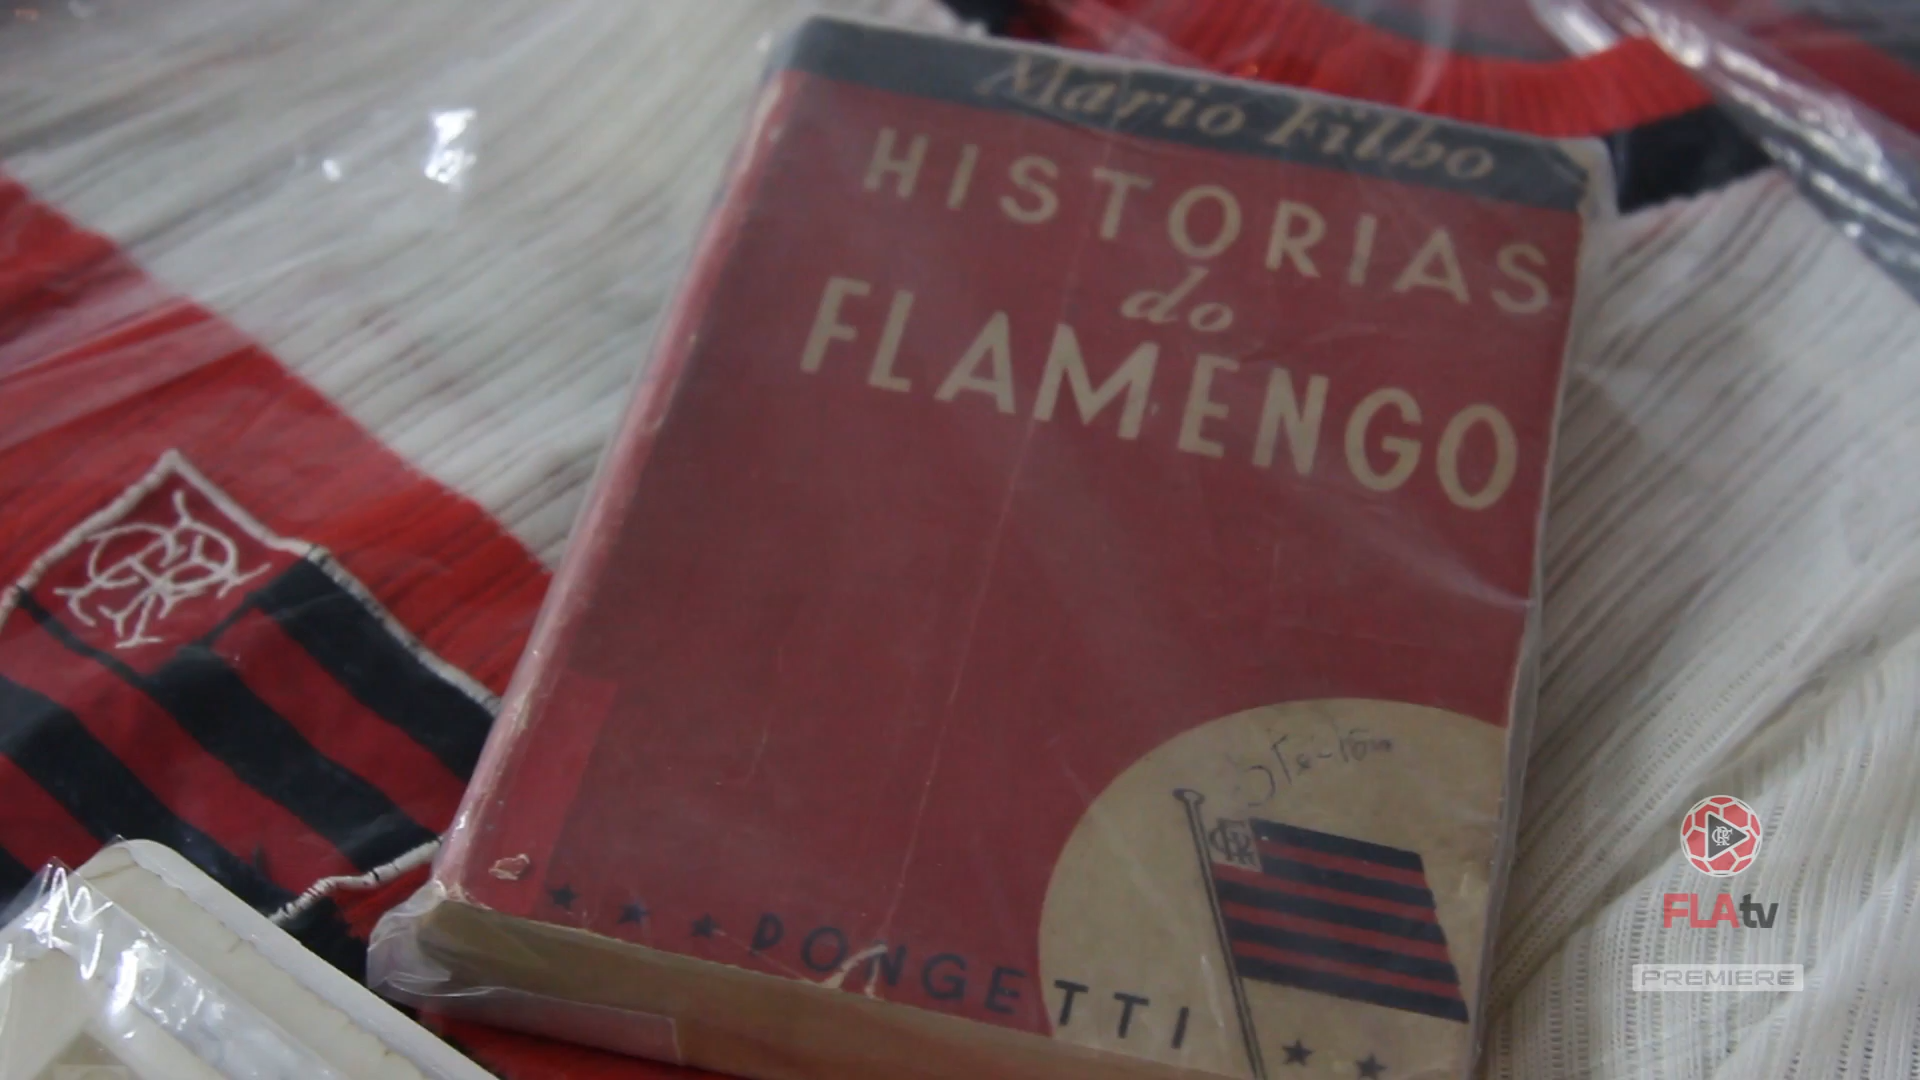 Mario Filho
HISTORIAS
do
FLAMENGO
PONGETTI
FLAtv
PREMIERE